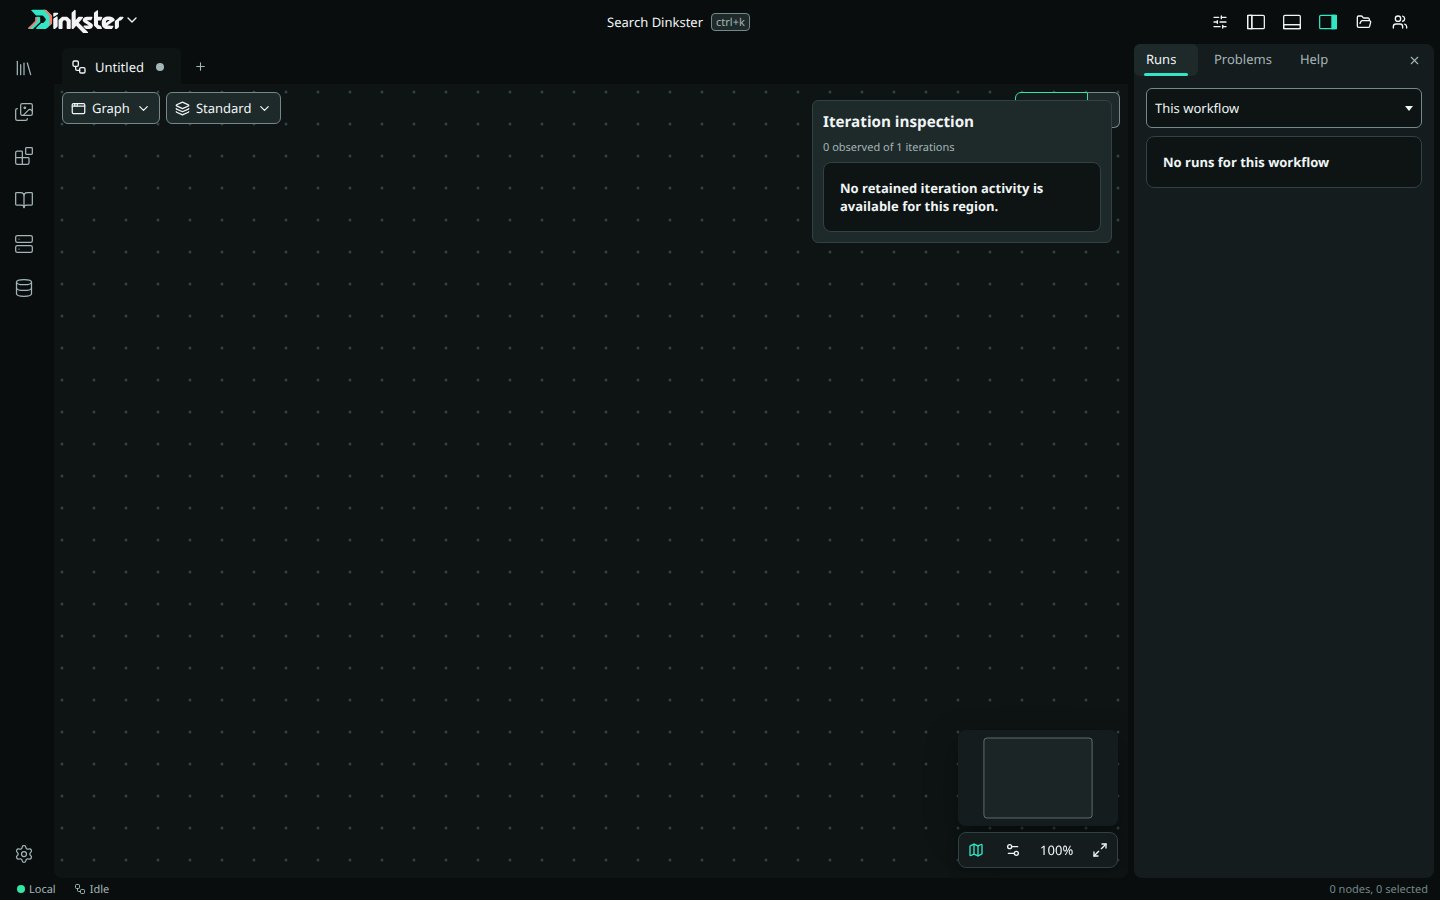 Dinkster
Search Dinkster ctrl+k
Untitled
Runs Problems Help
Graph Standard
This workflow
Iteration inspection
0 observed of 1 iterations
No retained iteration activity is
available for this region.
No runs for this workflow
100%
Local Idle
0 nodes, 0 selected